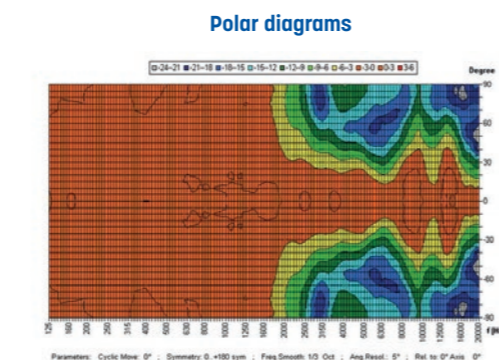 Polar diagrams
-24--21 -21--18 -18--15 -15--12 -12--9 -9--6 -6--3 -3-0 0-3 3-6
Degree
90
60
30
0
-30
-60
-90
125 160 200 250 315 400 500 630 800 1000 1250 1600 2000 2500 3150 4000 5000 6300 8000 10000 12500 16000 20000 f [Hz]
Parameters: Cyclic Move: 0° ; Symmetry: 0..+180 sym ; Freq.Smooth: 1/3 Oct ; Ang.Resol.: 5° ; Rel. to: 0° Axis 0°